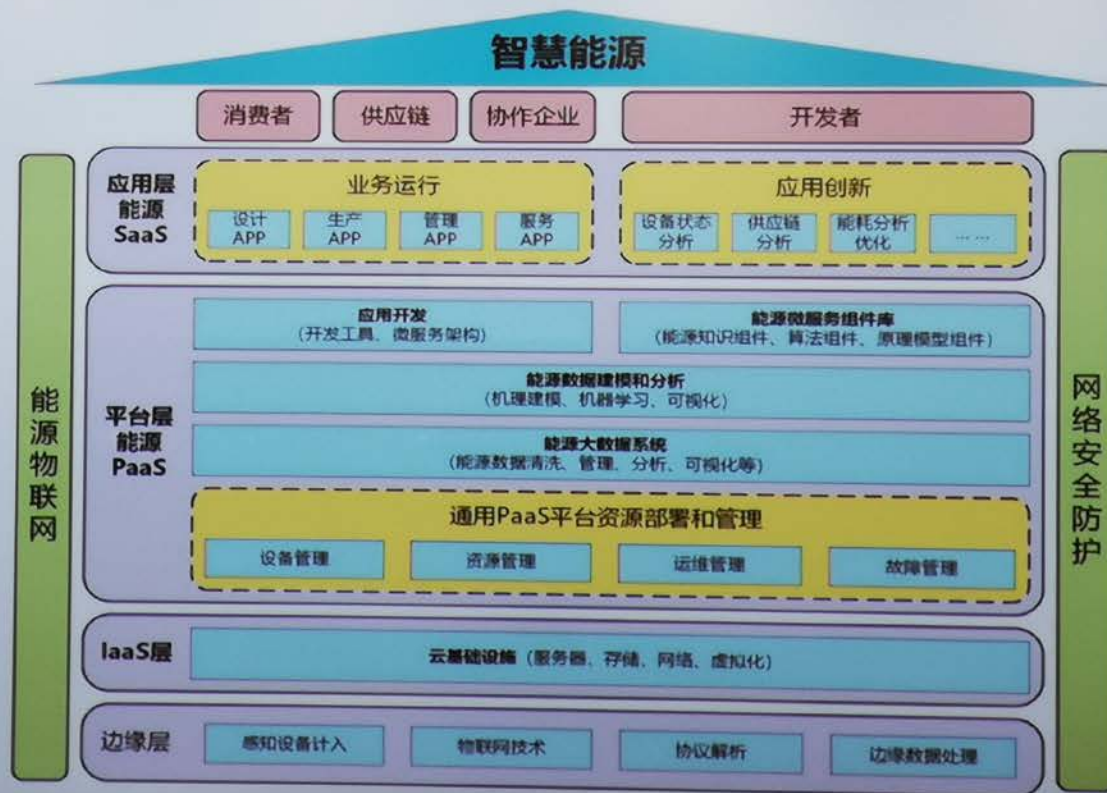 智慧能源
消费者
供应链
协作企业
开发者
能源物联网
网络安全防护
应用层
能源
SaaS
业务运行
设计
APP
生产
APP
管理
APP
服务
APP
应用创新
设备状态
分析
供应链
分析
能耗分析
优化
... ...
平台层
能源
PaaS
应用开发
(开发工具、微服务架构)
能源微服务组件库
(能源知识组件、算法组件、原理模型组件)
能源数据建模和分析
(机理建模、机器学习、可视化)
能源大数据系统
(能源数据清洗、管理、分析、可视化等)
通用PaaS平台资源部署和管理
设备管理
资源管理
运维管理
故障管理
IaaS层
云基础设施 (服务器、存储、网络、虚拟化)
边缘层
感知设备计入
物联网技术
协议解析
边缘数据处理